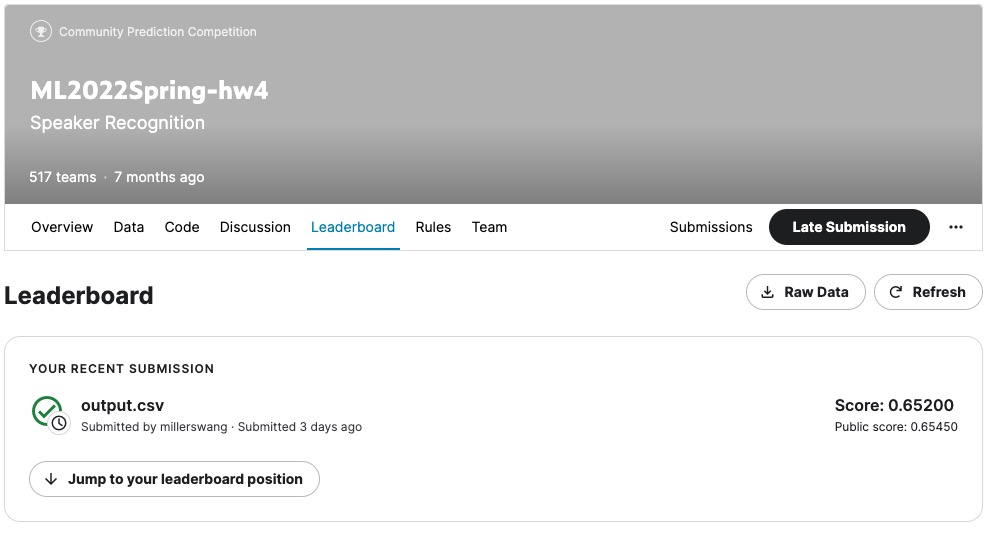 Community Prediction Competition
ML2022Spring-hw4
Speaker Recognition
517 teams · 7 months ago
Overview Data Code Discussion Leaderboard Rules Team Submissions Late Submission ···
Leaderboard Raw Data Refresh
YOUR RECENT SUBMISSION
output.csv Score: 0.65200
Submitted by millerswang · Submitted 3 days ago Public score: 0.65450
Jump to your leaderboard position